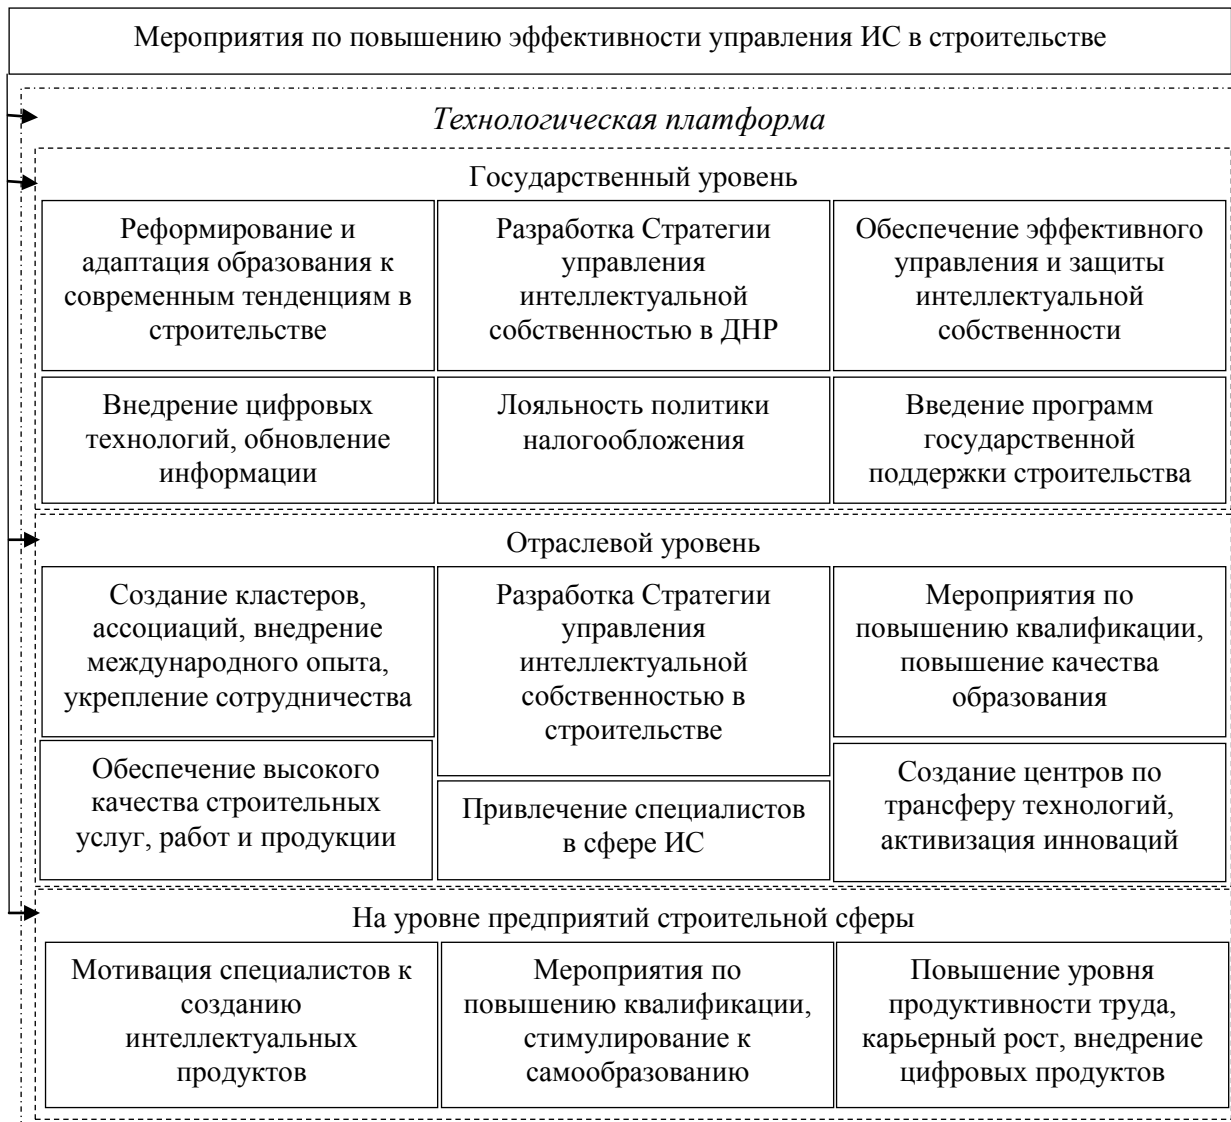 Мероприятия по повышению эффективности управления ИС в строительстве
Технологическая платформа
Государственный уровень
Реформирование и
адаптация образования к
современным тенденциям в
строительстве
Разработка Стратегии
управления
интеллектуальной
собственностью в ДНР
Обеспечение эффективного
управления и защиты
интеллектуальной
собственности
Внедрение цифровых
технологий, обновление
информации
Лояльность политики
налогообложения
Введение программ
государственной
поддержки строительства
Отраслевой уровень
Создание кластеров,
ассоциаций, внедрение
международного опыта,
укрепление сотрудничества
Разработка Стратегии
управления
интеллектуальной
собственностью в
строительстве
Мероприятия по
повышению квалификации,
повышение качества
образования
Обеспечение высокого
качества строительных
услуг, работ и продукции
Привлечение специалистов
в сфере ИС
Создание центров по
трансферу технологий,
активизация инноваций
На уровне предприятий строительной сферы
Мотивация специалистов к
созданию
интеллектуальных
продуктов
Мероприятия по
повышению квалификации,
стимулирование к
самообразованию
Повышение уровня
продуктивности труда,
карьерный рост, внедрение
цифровых продуктов